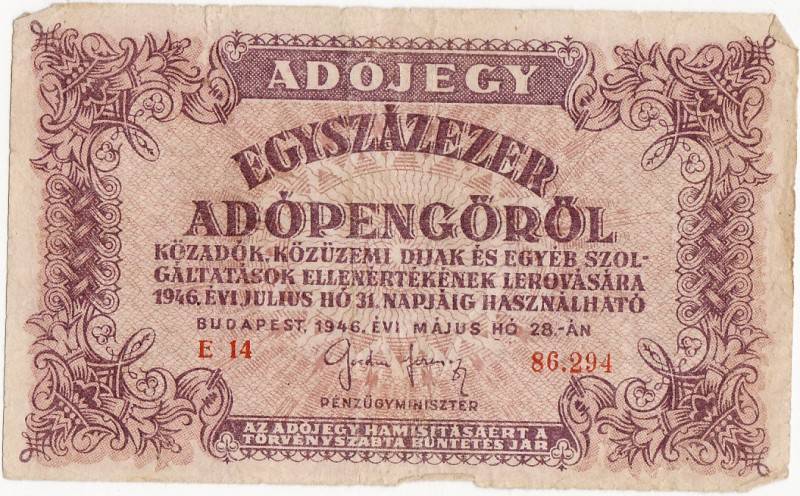 ADÓJEGY
EGYSZÁZEZER
ADÓPENGŐRŐL
KÖZADÓK, KÖZÜZEMI DIJAK ÉS EGYÉB SZOL-
GÁLTATÁSOK ELLENÉRTÉKÉNEK LEROVÁSÁRA
1946. ÉVI JULIUS HÓ 31. NAPJÁIG HASZNÁLHATÓ
BUDAPEST, 1946. ÉVI MÁJUS HÓ 28.-ÁN
E 14
86.294
PÉNZÜGYMINISZTER
AZ ADÓJEGY HAMISITÁSÁÉRT A
TÖRVÉNYSZABTA BÜNTETÉS JÁR